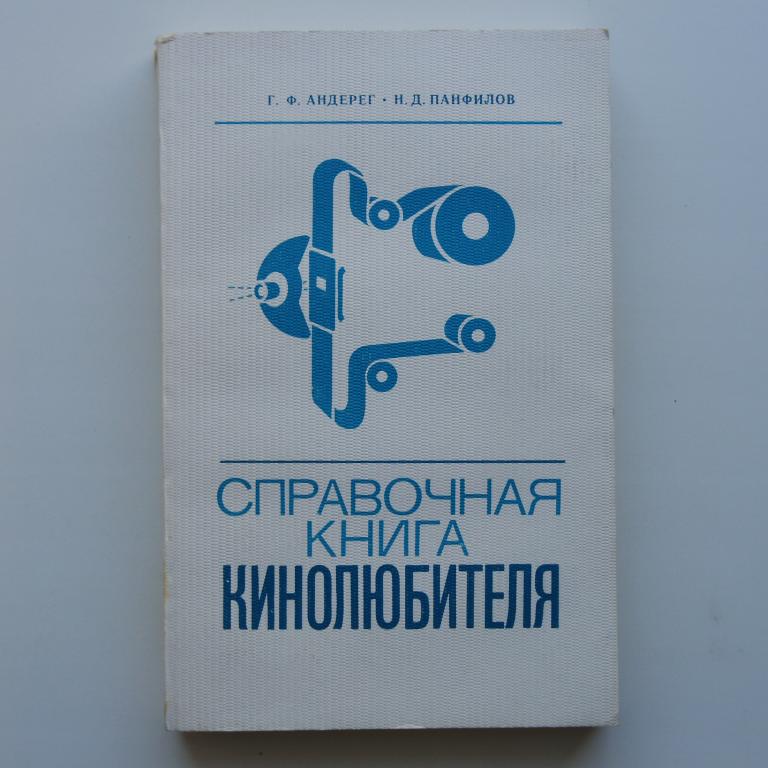 Г. Ф. АНДЕРЕГ • Н. Д. ПАНФИЛОВ
СПРАВОЧНАЯ
КНИГА
КИНОЛЮБИТЕЛЯ